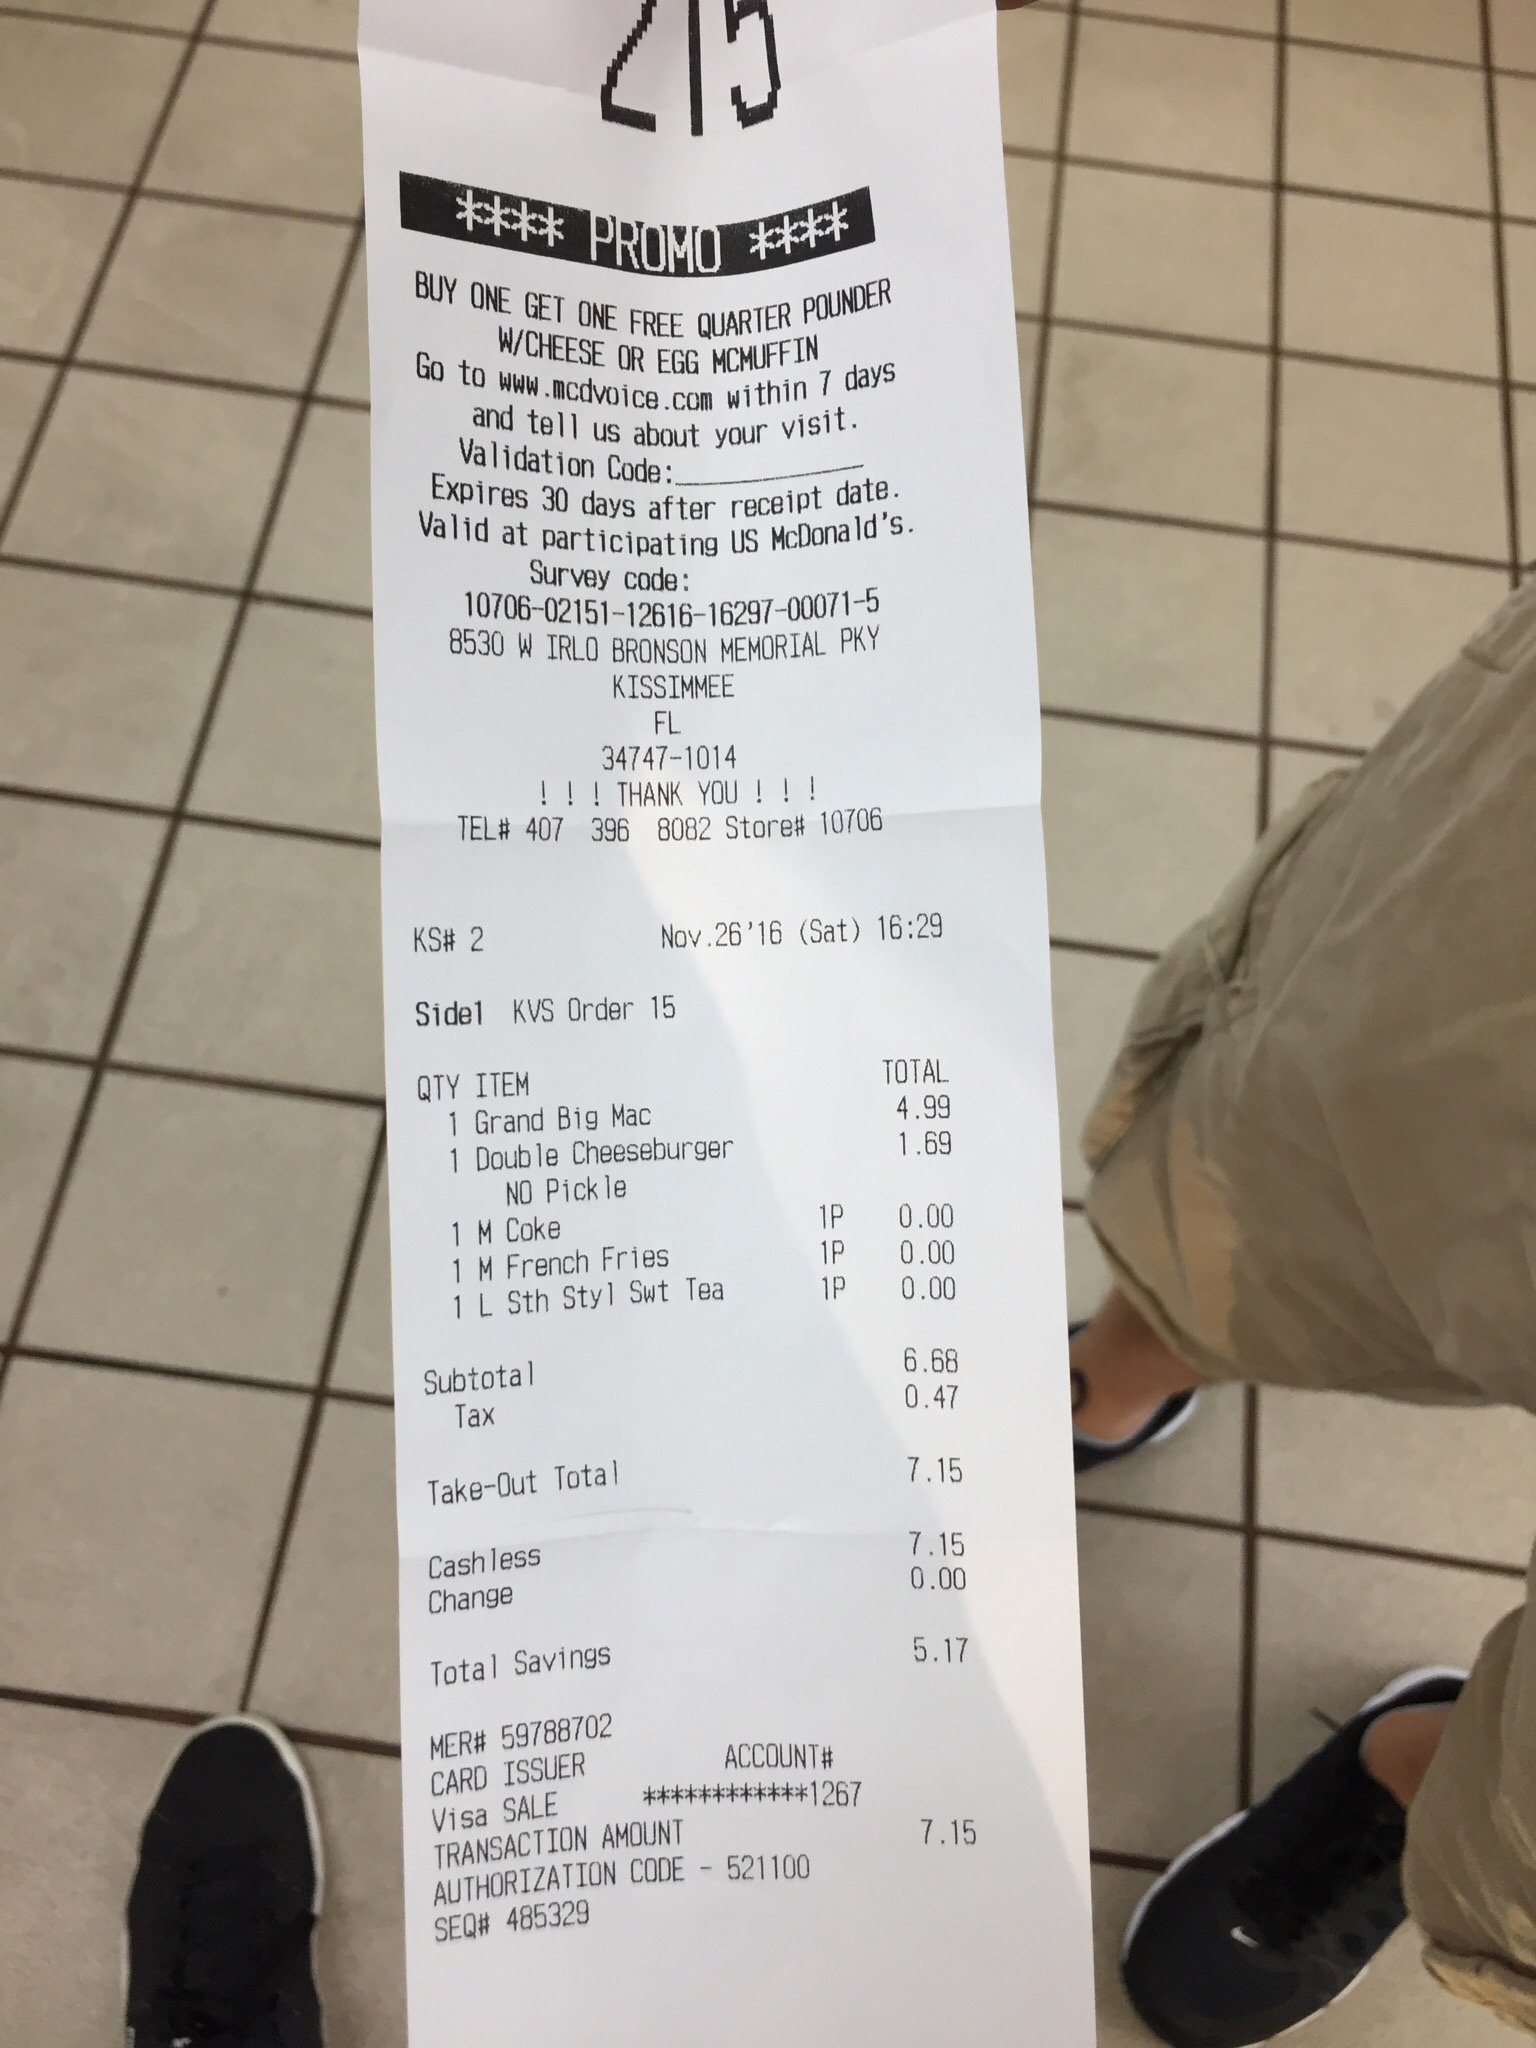 215
**** PROMO ****
BUY ONE GET ONE FREE QUARTER POUNDER
W/CHEESE OR EGG MCMUFFIN
Go to www.mcdvoice.com within 7 days
and tell us about your visit.
Validation Code:____________
Expires 30 days after receipt date.
Valid at participating US McDonald's.
Survey code:
10706-02151-12616-16297-00071-5
8530 W IRLO BRONSON MEMORIAL PKY
KISSIMMEE
FL
34747-1014
! ! ! THANK YOU ! ! !
TEL# 407 396 8082 Store# 10706
KS# 2 Nov.26'16 (Sat) 16:29
Side1 KVS Order 15
QTY ITEM TOTAL
1 Grand Big Mac 4.99
1 Double Cheeseburger 1.69
NO Pickle
1 M Coke 1P 0.00
1 M French Fries 1P 0.00
1 L Sth Styl Swt Tea 1P 0.00
Subtotal 6.68
Tax 0.47
Take-Out Total 7.15
Cashless 7.15
Change 0.00
Total Savings 5.17
MER# 59788702
CARD ISSUER ACCOUNT#
Visa SALE ************1267
TRANSACTION AMOUNT 7.15
AUTHORIZATION CODE - 521100
SEQ# 485329